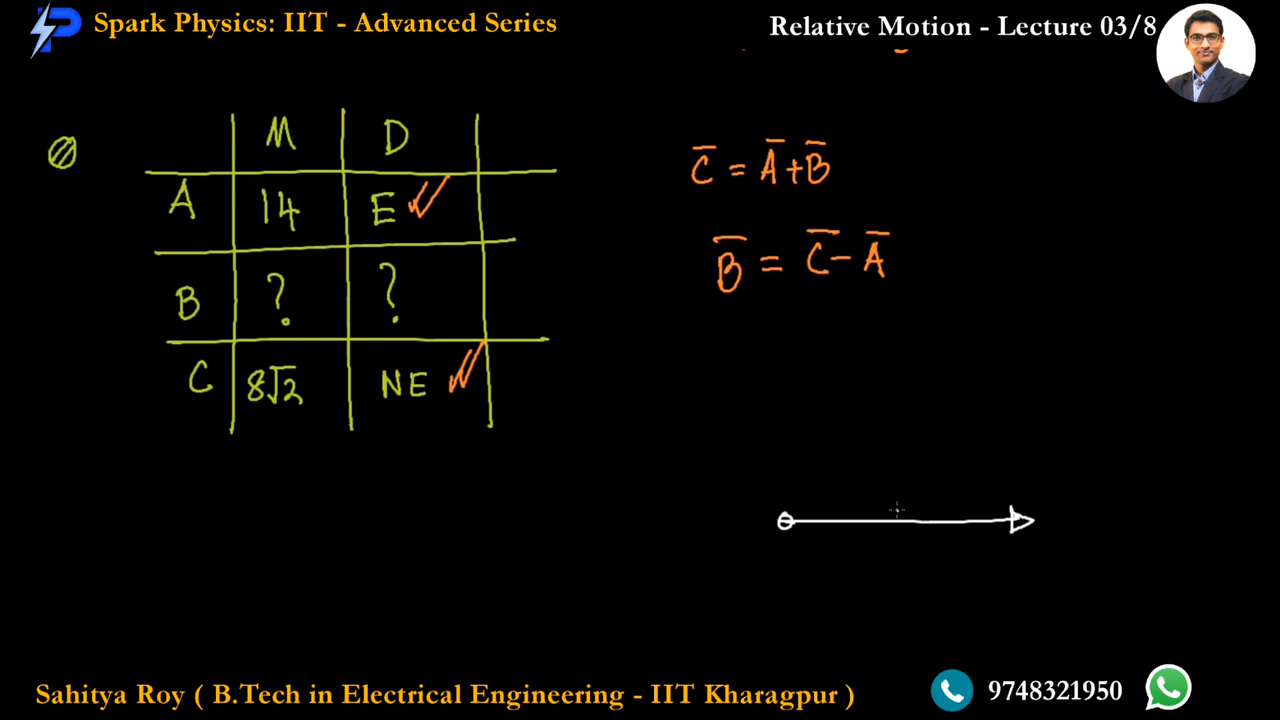 Spark Physics: IIT - Advanced Series
Relative Motion - Lecture 03/8
M D
A 14 E
B ? ?
C 8√2 NE
C̅ = A̅ + B̅
B̅ = C̅ - A̅
Sahitya Roy ( B.Tech in Electrical Engineering - IIT Kharagpur )
9748321950